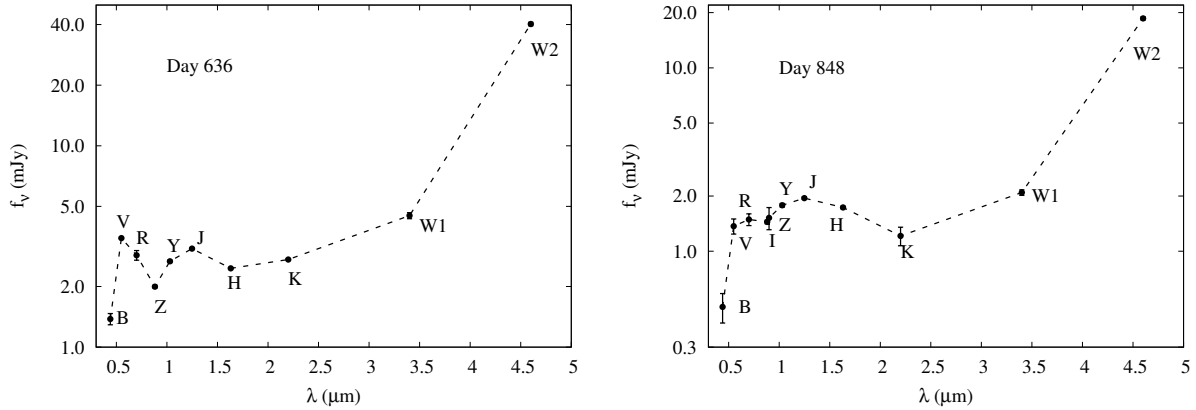 40.0
20.0
10.0
5.0
2.0
1.0
f_ν (mJy)
Day 636
B
V
R
Z
Y
J
H
K
W1
W2
0.5 1 1.5 2 2.5 3 3.5 4 4.5 5
λ (μm)
20.0
10.0
5.0
2.0
1.0
0.3
f_ν (mJy)
Day 848
B
V
R
I
Z
Y
J
H
K
W1
W2
0.5 1 1.5 2 2.5 3 3.5 4 4.5 5
λ (μm)